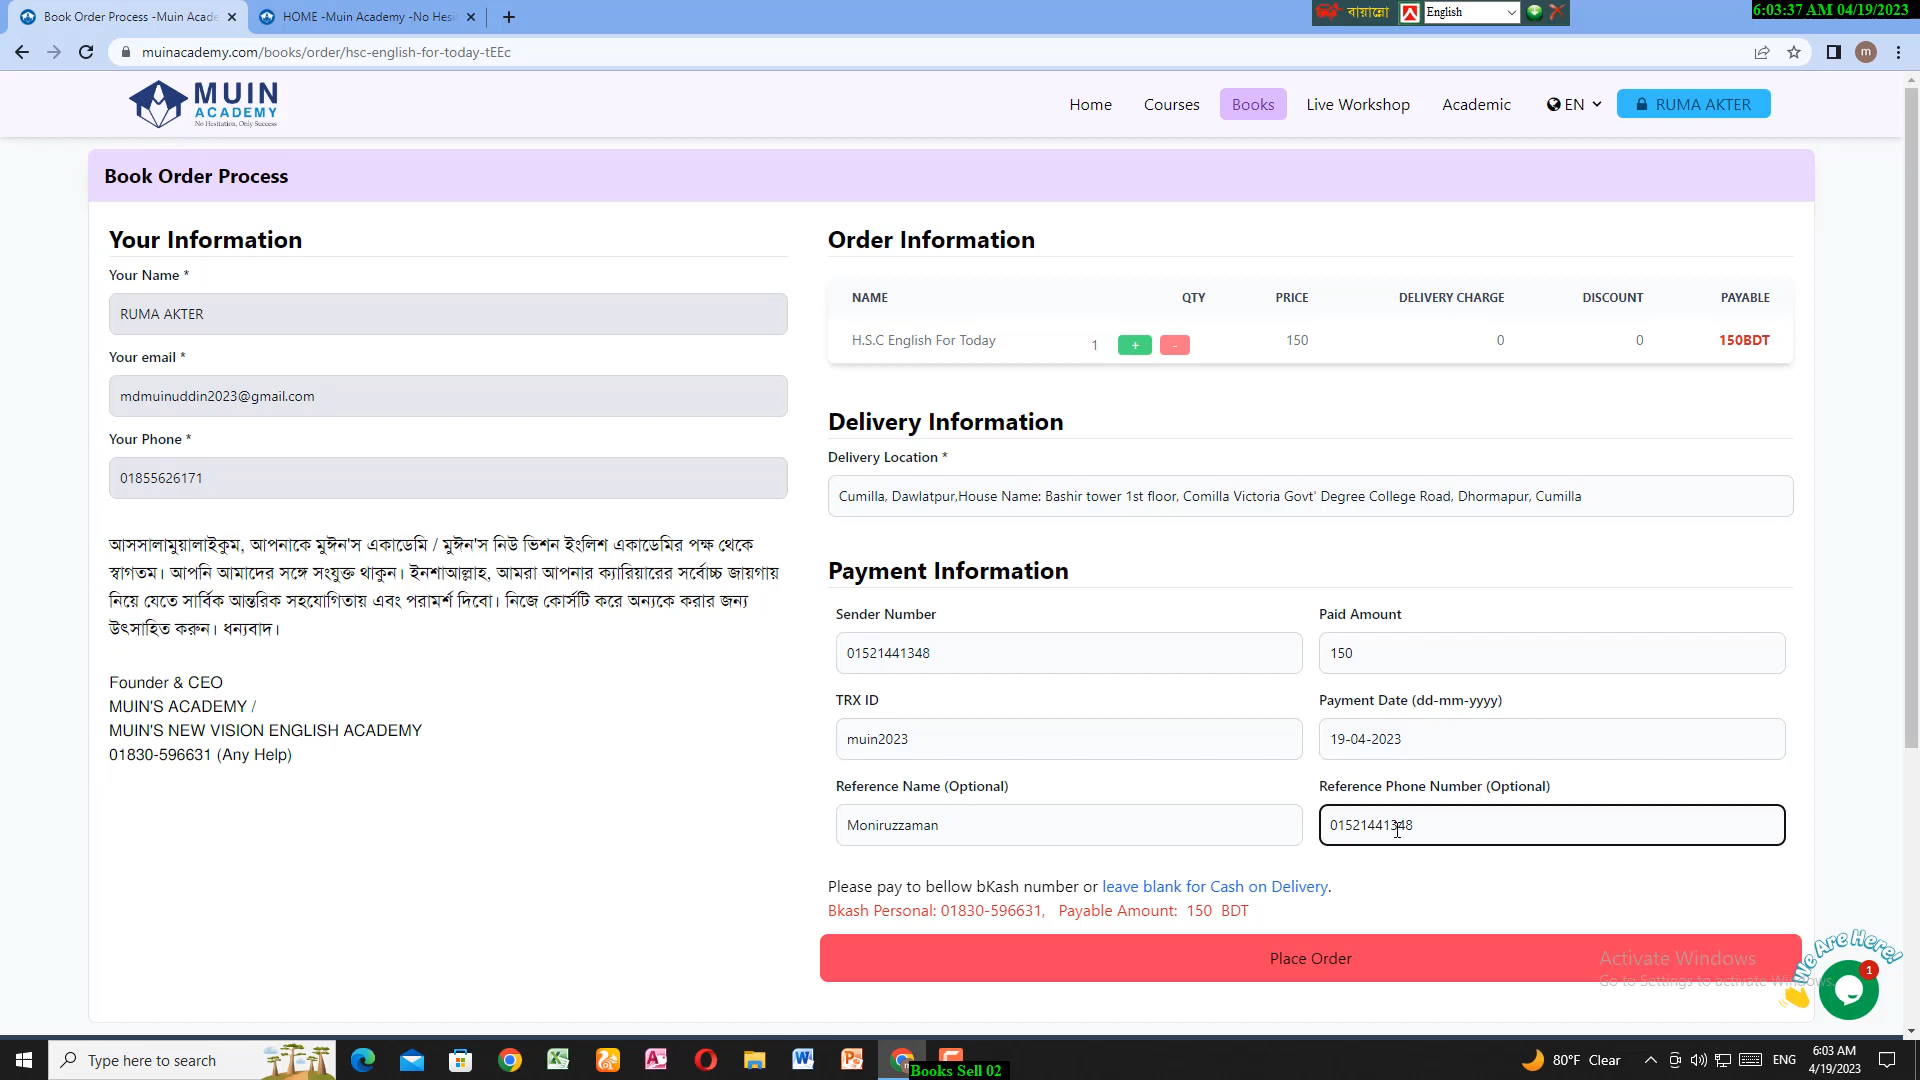 Book Order Process -Muin Acade
HOME -Muin Academy -No Hesi
বায়ান্নো
English
6:03:37 AM 04/19/2023
muinacademy.com/books/order/hsc-english-for-today-tEEc
m
MUIN
ACADEMY
No Hesitation, Only Success
Home
Courses
Books
Live Workshop
Academic
EN
RUMA AKTER
Book Order Process
Your Information
Your Name *
RUMA AKTER
Your email *
mdmuinuddin2023@gmail.com
Your Phone *
01855626171
আসসালামুয়ালাইকুম, আপনাকে মুঈন'স একাডেমি / মুঈন'স নিউ ভিশন ইংলিশ একাডেমির পক্ষ থেকে
স্বাগতম। আপনি আমাদের সঙ্গে সংযুক্ত থাকুন। ইনশাআল্লাহ, আমরা আপনার ক্যারিয়ারের সর্বোচ্চ জায়গায়
নিয়ে যেতে সার্বিক আন্তরিক সহযোগিতায় এবং পরামর্শ দিবো। নিজে কোর্সটি করে অন্যকে করার জন্য
উৎসাহিত করুন। ধন্যবাদ।
Founder & CEO
MUIN'S ACADEMY /
MUIN'S NEW VISION ENGLISH ACADEMY
01830-596631 (Any Help)
Order Information
NAME QTY PRICE DELIVERY CHARGE DISCOUNT PAYABLE
H.S.C English For Today 1 + - 150 0 0 150BDT
Delivery Information
Delivery Location *
Cumilla, Dawlatpur,House Name: Bashir tower 1st floor, Comilla Victoria Govt' Degree College Road, Dhormapur, Cumilla
Payment Information
Sender Number Paid Amount
01521441348 150
TRX ID Payment Date (dd-mm-yyyy)
muin2023 19-04-2023
Reference Name (Optional) Reference Phone Number (Optional)
Moniruzzaman 01521441348
Please pay to bellow bKash number or leave blank for Cash on Delivery.
Bkash Personal: 01830-596631, Payable Amount: 150 BDT
Place Order
Activate Windows
Go to Settings to activate Windows.
We Are Here!
1
Type here to search
Books Sell 02
80°F Clear
ENG
6:03 AM
4/19/2023